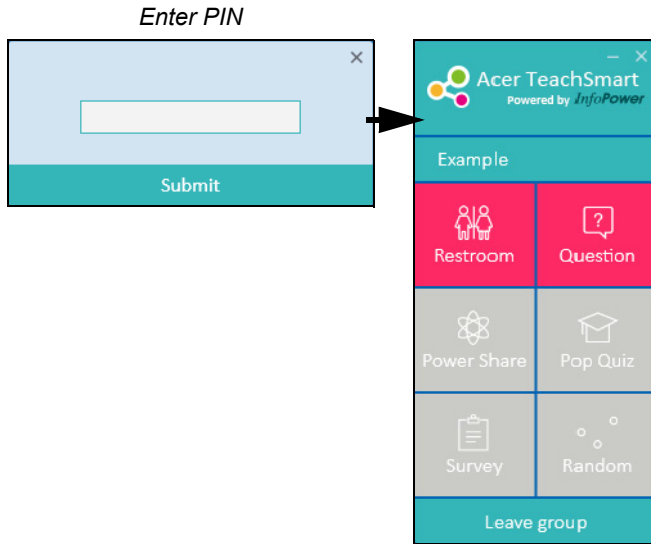 Enter PIN
Submit
Acer TeachSmart
Powered by InfoPower
Example
Restroom
?
Question
Power Share
Pop Quiz
Survey
Random
Leave group